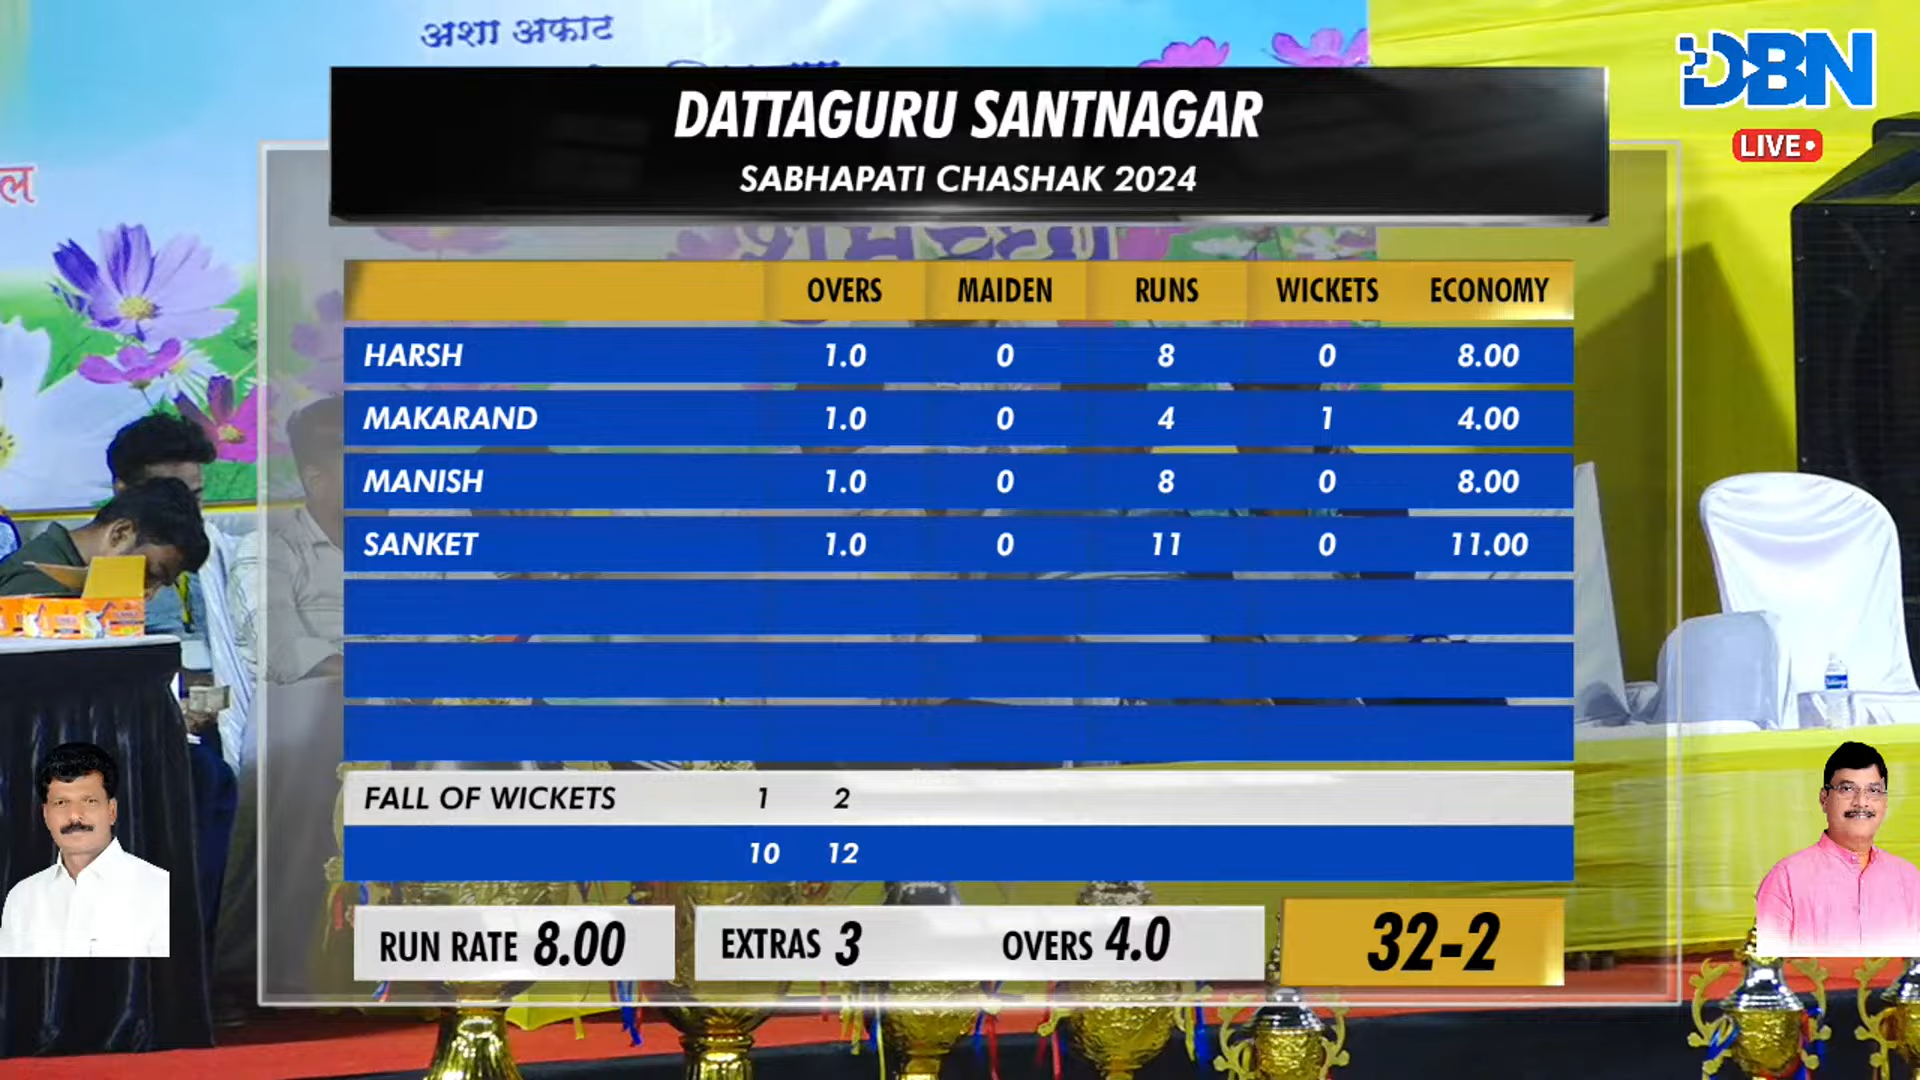 अशा अफाट
DBN
LIVE
DATTAGURU SANTNAGAR
SABHAPATI CHASHAK 2024
ल
OVERS MAIDEN RUNS WICKETS ECONOMY
HARSH 1.0 0 8 0 8.00
MAKARAND 1.0 0 4 1 4.00
MANISH 1.0 0 8 0 8.00
SANKET 1.0 0 11 0 11.00
FALL OF WICKETS 1 2
10 12
RUN RATE 8.00 EXTRAS 3 OVERS 4.0 32-2